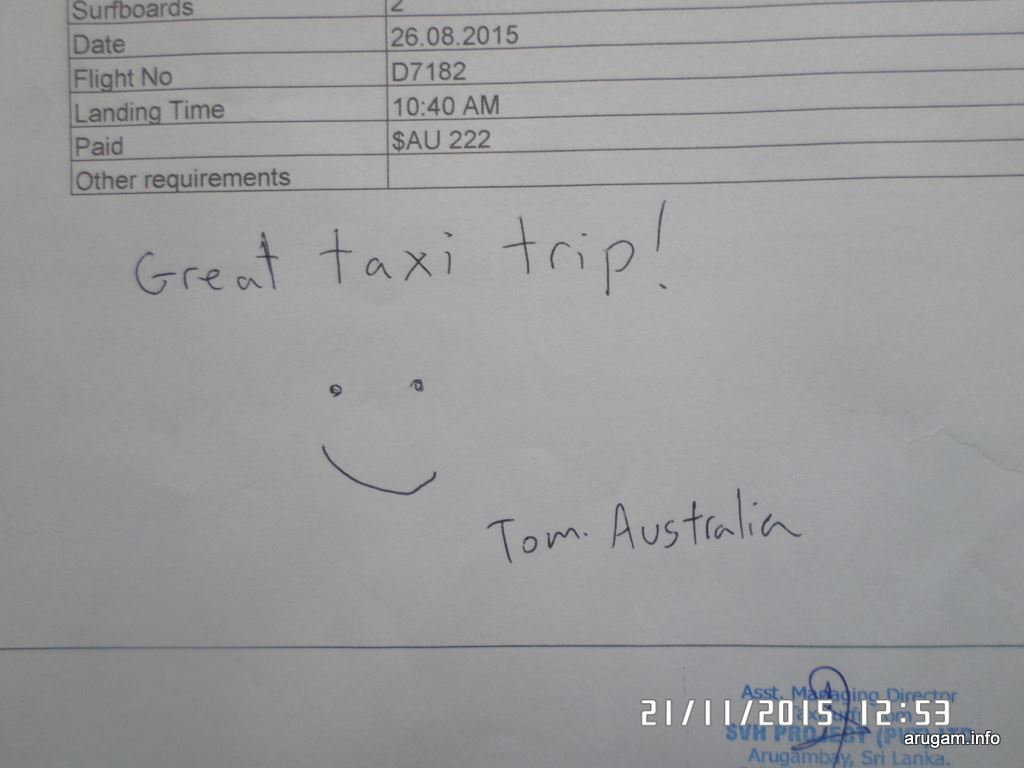 Surfboards 2
Date 26.08.2015
Flight No D7182
Landing Time 10:40 AM
Paid $AU 222
Other requirements
Great taxi trip!
Tom. Australia
Asst. Managing Director
21/11/2015 12:53
SVH PROJECT (PVT)
arugam.info
Arugambay, Sri Lanka.